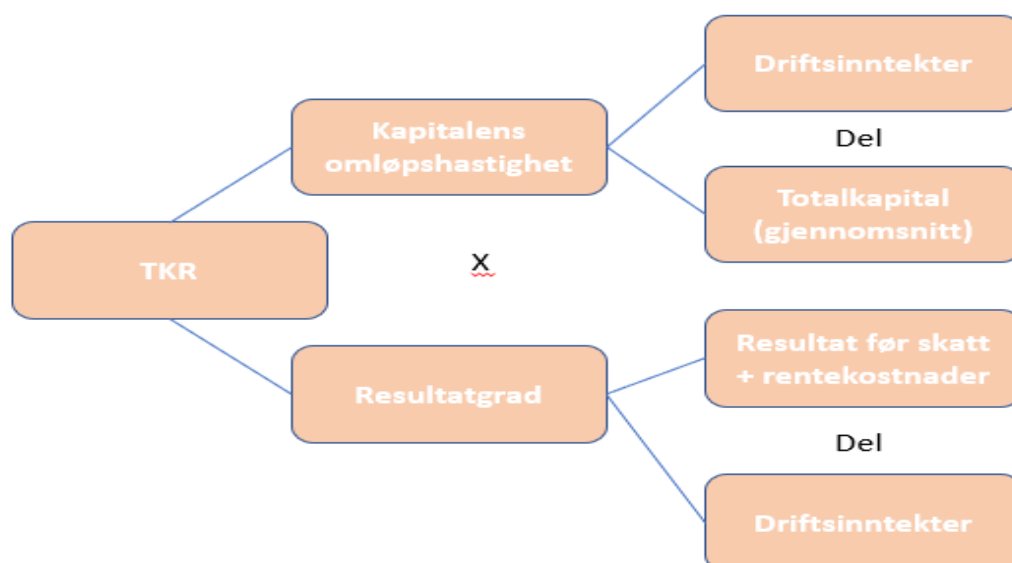 Driftsinntekter
Kapitalens
omløpshastighet
Del
Totalkapital
(gjennomsnitt)
TKR
x
Resultat før skatt
+ rentekostnader
Resultatgrad
Del
Driftsinntekter